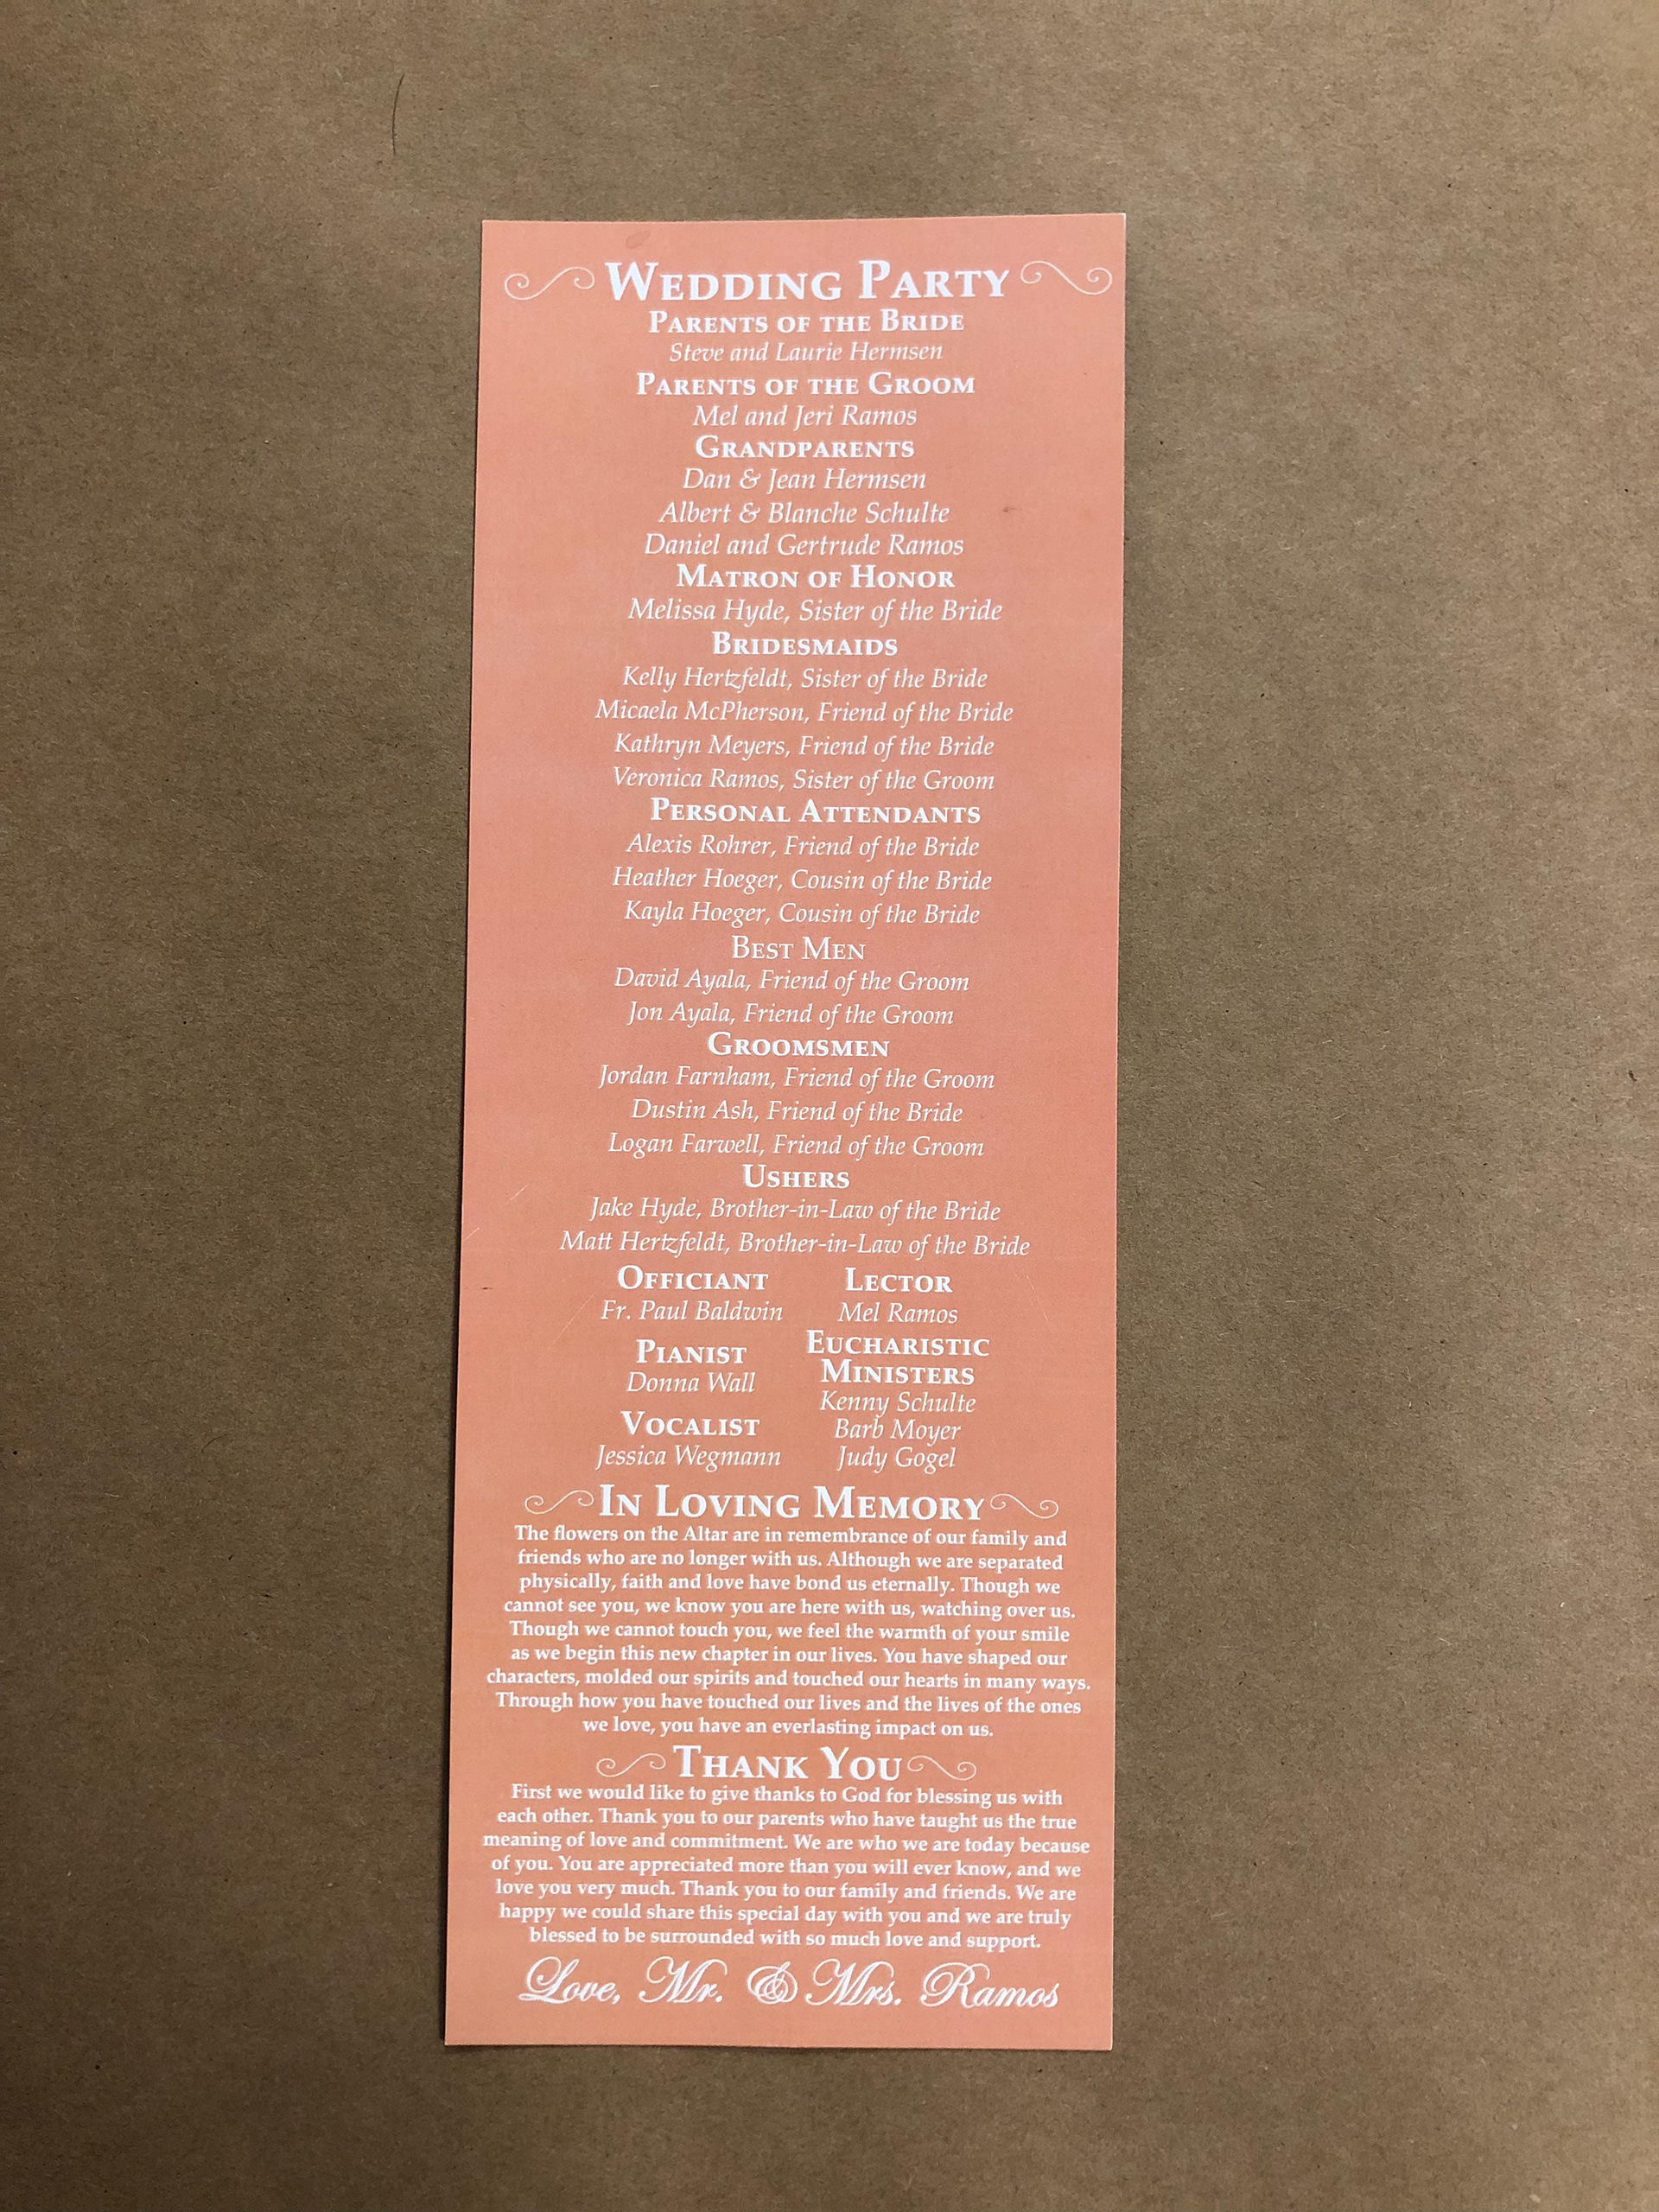 WEDDING PARTY
PARENTS OF THE BRIDE
Steve and Laurie Hermsen
PARENTS OF THE GROOM
Mel and Jeri Ramos
GRANDPARENTS
Dan & Jean Hermsen
Albert & Blanche Schulte
Daniel and Gertrude Ramos
MATRON OF HONOR
Melissa Hyde, Sister of the Bride
BRIDESMAIDS
Kelly Hertzfeldt, Sister of the Bride
Micaela McPherson, Friend of the Bride
Kathryn Meyers, Friend of the Bride
Veronica Ramos, Sister of the Groom
PERSONAL ATTENDANTS
Alexis Rohrer, Friend of the Bride
Heather Hoeger, Cousin of the Bride
Kayla Hoeger, Cousin of the Bride
BEST MEN
David Ayala, Friend of the Groom
Jon Ayala, Friend of the Groom
GROOMSMEN
Jordan Farnham, Friend of the Groom
Dustin Ash, Friend of the Bride
Logan Farwell, Friend of the Groom
USHERS
Jake Hyde, Brother-in-Law of the Bride
Matt Hertzfeldt, Brother-in-Law of the Bride
OFFICIANT
Fr. Paul Baldwin
PIANIST
Donna Wall
VOCALIST
Jessica Wegmann
LECTOR
Mel Ramos
EUCHARISTIC
MINISTERS
Kenny Schulte
Barb Moyer
Judy Gogel
IN LOVING MEMORY
The flowers on the Altar are in remembrance of our family and
friends who are no longer with us. Although we are separated
physically, faith and love have bond us eternally. Though we
cannot see you, we know you are here with us, watching over us.
Though we cannot touch you, we feel the warmth of your smile
as we begin this new chapter in our lives. You have shaped our
characters, molded our spirits and touched our hearts in many ways.
Through how you have touched our lives and the lives of the ones
we love, you have an everlasting impact on us.
THANK YOU
First we would like to give thanks to God for blessing us with
each other. Thank you to our parents who have taught us the true
meaning of love and commitment. We are who we are today because
of you. You are appreciated more than you will ever know, and we
love you very much. Thank you to our family and friends. We are
happy we could share this special day with you and we are truly
blessed to be surrounded with so much love and support.
Love, Mr. & Mrs. Ramos